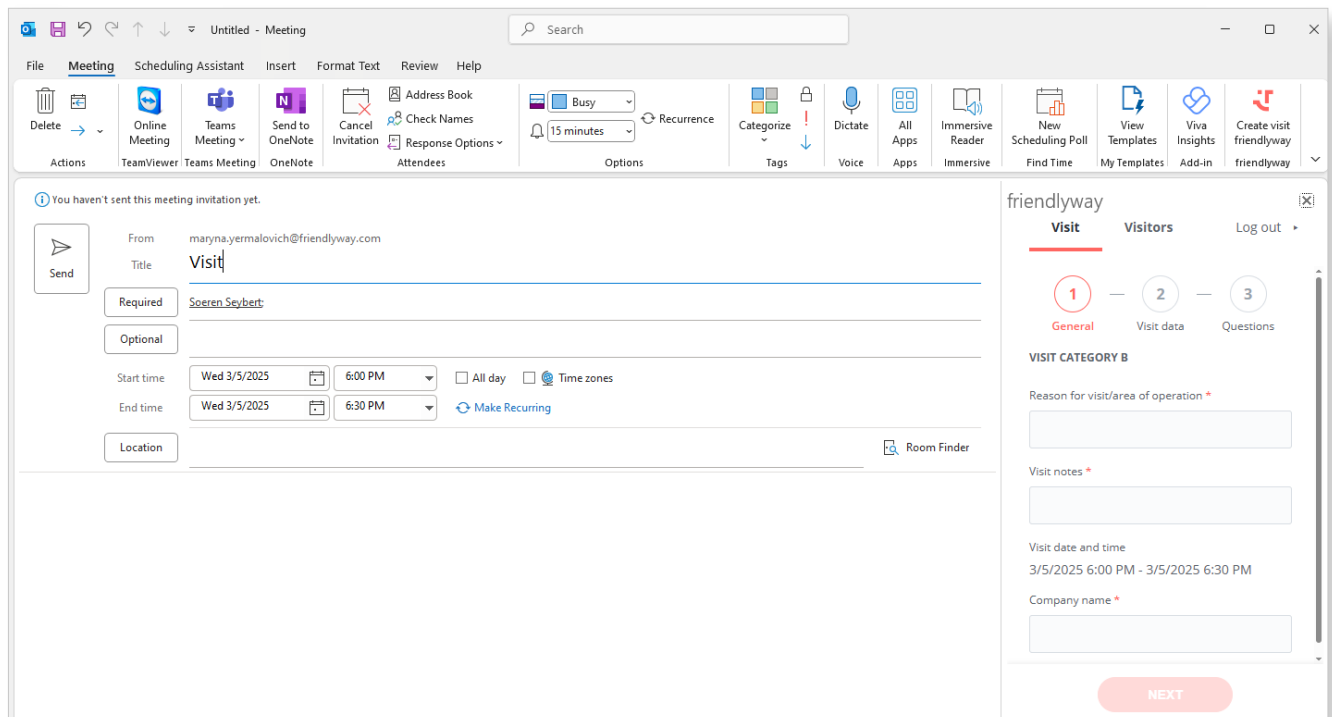 Untitled - Meeting
Search
File Meeting Scheduling Assistant Insert Format Text Review Help
Delete
Actions
Online Meeting
TeamViewer
Teams Meeting
Teams Meeting
Send to OneNote
OneNote
Cancel Invitation
Address Book
Check Names
Response Options
Attendees
Busy
15 minutes
Recurrence
Options
Categorize
Tags
Dictate
Voice
All Apps
Apps
Immersive Reader
Immersive
New Scheduling Poll
Find Time
View Templates
My Templates
Viva Insights
Add-in
Create visit friendlyway
friendlyway
You haven't sent this meeting invitation yet.
Send
From maryna.yermalovich@friendlyway.com
Title Visit
Required Soeren Seybert;
Optional
Start time Wed 3/5/2025 6:00 PM All day Time zones
End time Wed 3/5/2025 6:30 PM Make Recurring
Location Room Finder
friendlyway
Visit Visitors Log out
1 — 2 — 3
General Visit data Questions
VISIT CATEGORY B
Reason for visit/area of operation *
Visit notes *
Visit date and time
3/5/2025 6:00 PM - 3/5/2025 6:30 PM
Company name *
NEXT